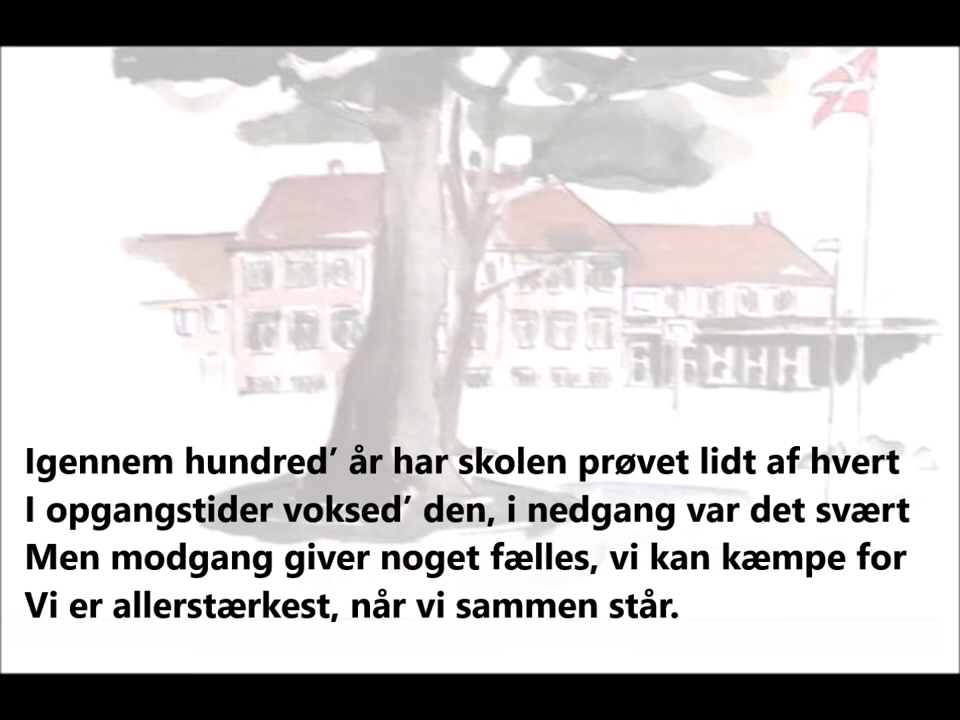 Igennem hundred’ år har skolen prøvet lidt af hvert
I opgangstider voksed’ den, i nedgang var det svært
Men modgang giver noget fælles, vi kan kæmpe for
Vi er allerstærkest, når vi sammen står.